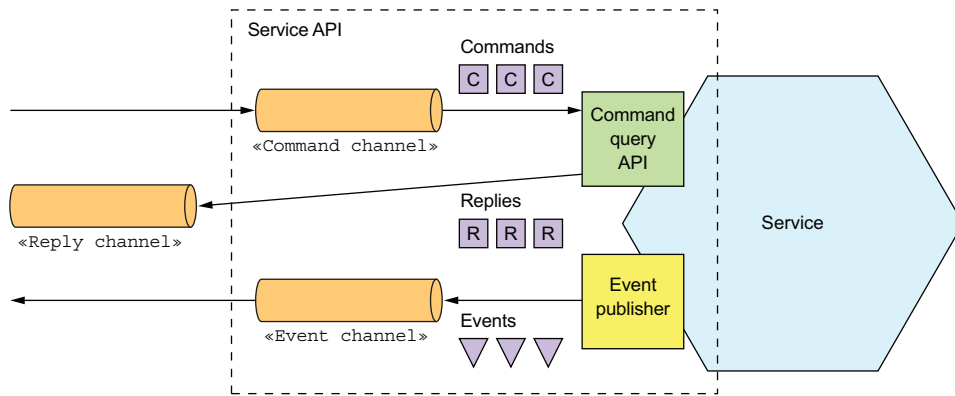 Service API
Commands
C C C
Command
query
API
«Command channel»
Replies
R R R
Service
«Reply channel»
Event
publisher
Events
«Event channel»